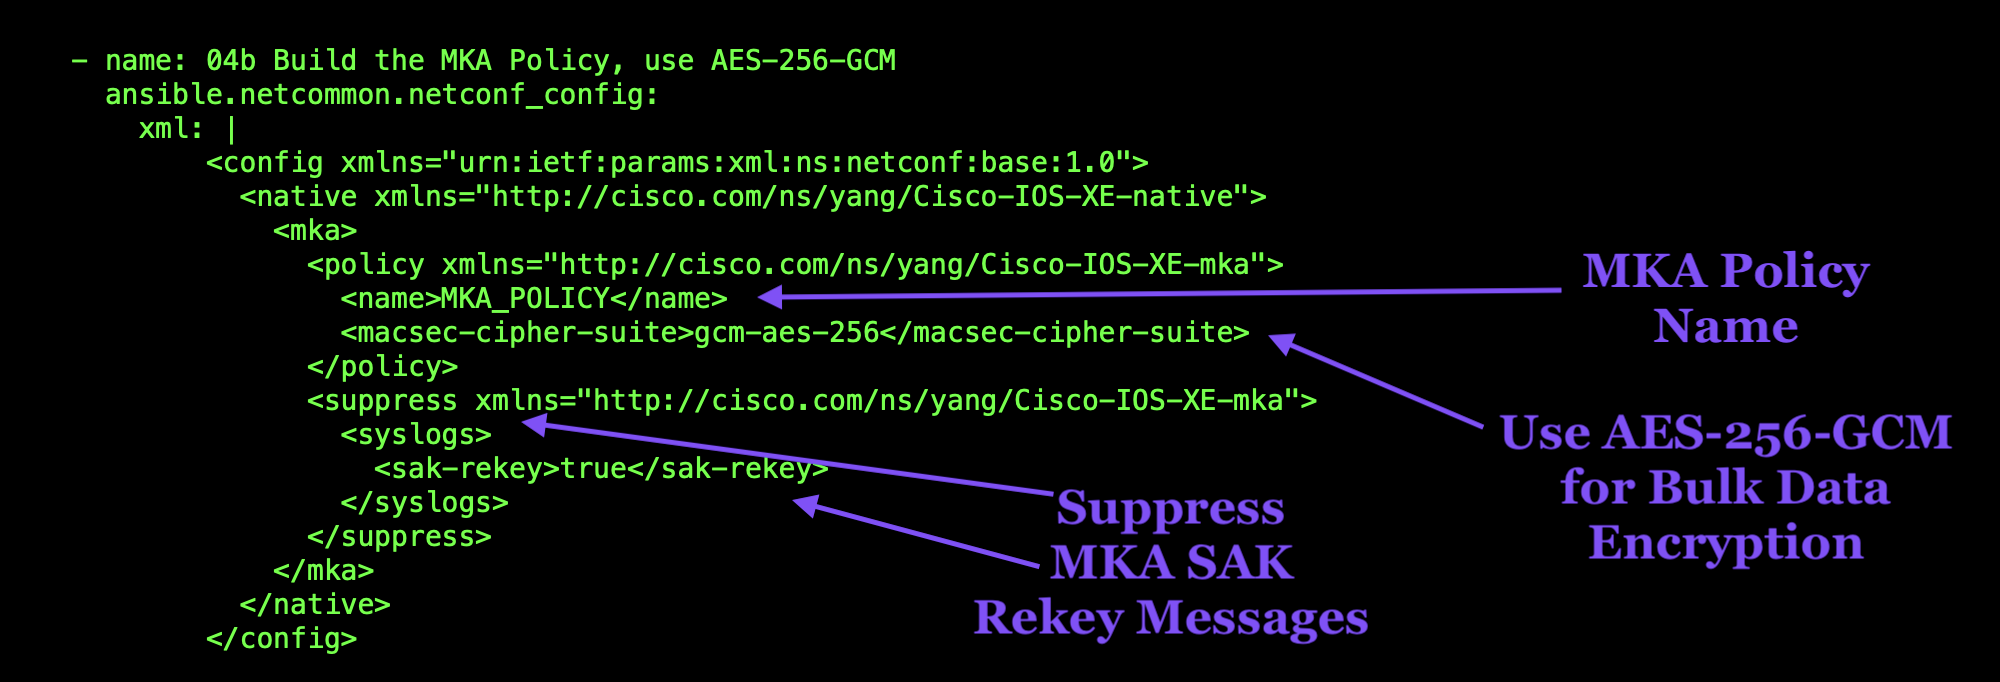 - name: 04b Build the MKA Policy, use AES-256-GCM
  ansible.netcommon.netconf_config:
    xml: |
        <config xmlns="urn:ietf:params:xml:ns:netconf:base:1.0">
          <native xmlns="http://cisco.com/ns/yang/Cisco-IOS-XE-native">
            <mka>
              <policy xmlns="http://cisco.com/ns/yang/Cisco-IOS-XE-mka">
                <name>MKA_POLICY</name>
                <macsec-cipher-suite>gcm-aes-256</macsec-cipher-suite>
              </policy>
              <suppress xmlns="http://cisco.com/ns/yang/Cisco-IOS-XE-mka">
                <syslogs>
                  <sak-rekey>true</sak-rekey>
                </syslogs>
              </suppress>
            </mka>
          </native>
        </config>
MKA Policy
Name
Use AES-256-GCM
for Bulk Data
Encryption
Suppress
MKA SAK
Rekey Messages